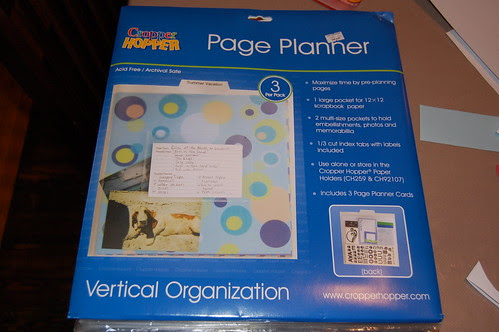 Cropper
HOPPER
Page Planner
Acid Free / Archival Safe
Summer Vacation
3
Per Pack
• Maximize time by pre-planning
pages
• 1 large pocket for 12x12
scrapbook paper
• 2 multi-size pockets to hold
embellishments, photos and
memorabilia
• 1/3 cut index tabs with labels
included
• Use alone or store in the
Cropper Hopper Paper
Holders (CH259 & CH92107)
• Includes 3 Page Planner Cards
(back)
Vertical Organization
www.cropperhopper.com